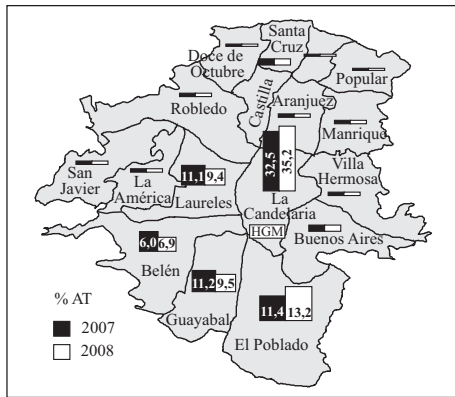 Santa
Cruz
Doce de
Octubre
Popular
Castilla
Robledo
Aranjuez
Manrique
San
Javier
La
América
11,1 9,4
Laureles
32,5 35,2
La
Candelaria
Villa
Hermosa
HGM
Buenos Aires
6,0 6,9
Belén
11,2 9,5
Guayabal
11,4 13,2
El Poblado
% AT
2007
2008